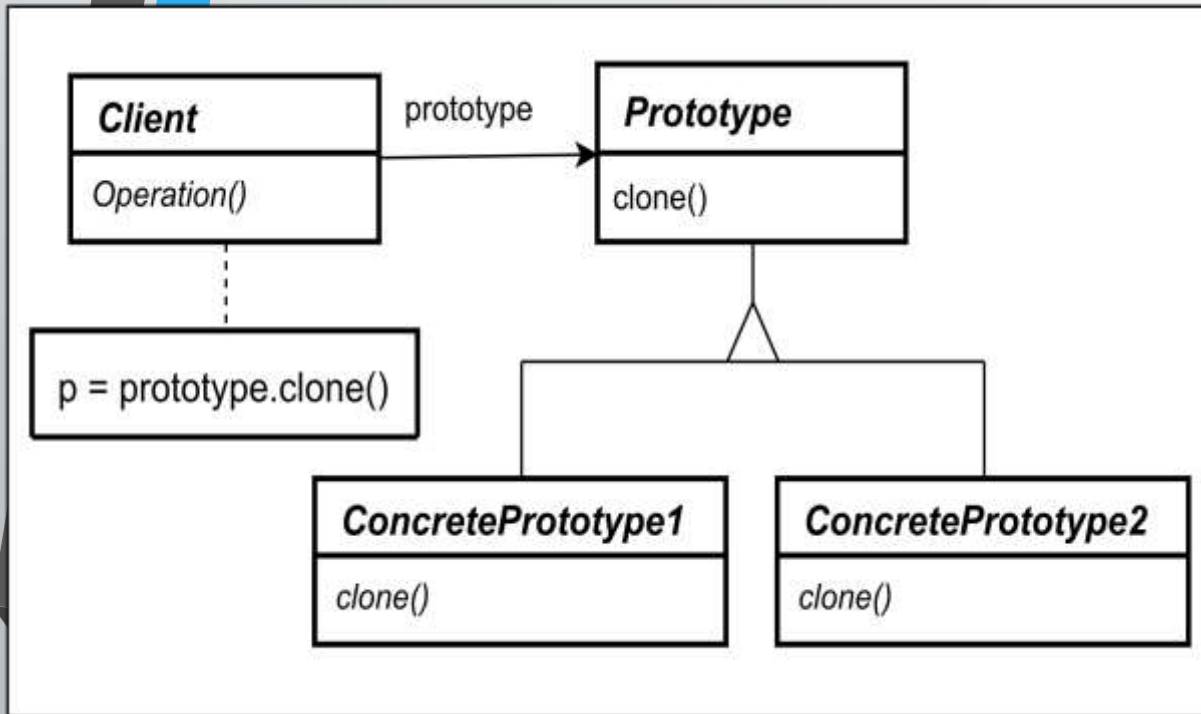 Client
prototype
Prototype
Operation()
clone()
p = prototype.clone()
ConcretePrototype1
ConcretePrototype2
clone()
clone()